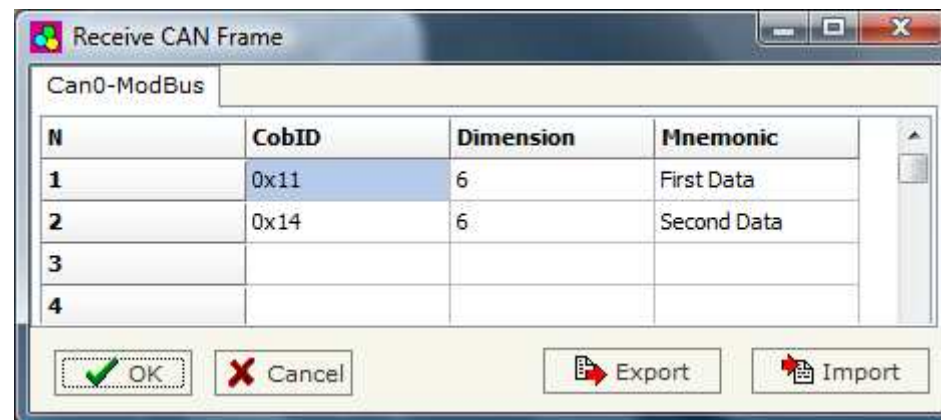 Receive CAN Frame
Can0-ModBus
N CobID Dimension Mnemonic
1 0x11 6 First Data
2 0x14 6 Second Data
3
4
OK Cancel Export Import